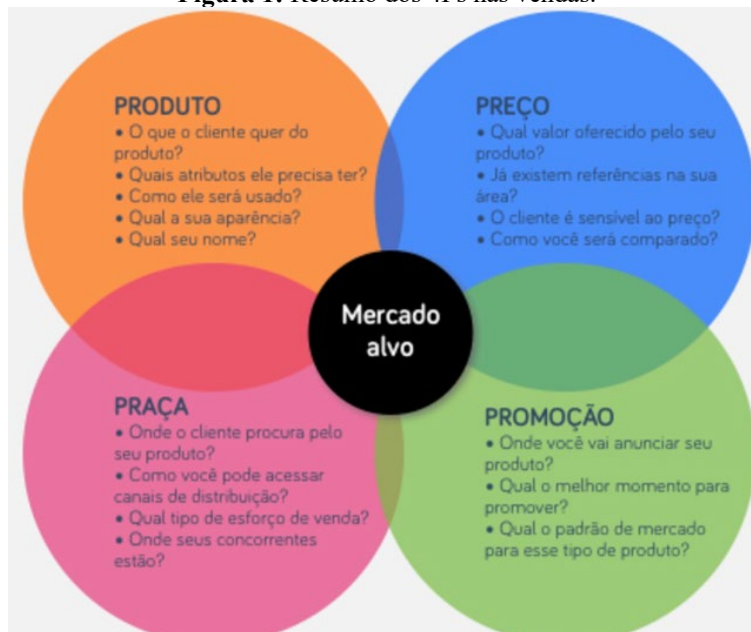 Figura 1. Resumo dos 4Ps nas vendas.
PRODUTO
• O que o cliente quer do
produto?
• Quais atributos ele precisa ter?
• Como ele será usado?
• Qual a sua aparência?
• Qual seu nome?
PREÇO
• Qual valor oferecido pelo seu
produto?
• Já existem referências na sua
área?
• O cliente é sensível ao preço?
• Como você será comparado?
Mercado
alvo
PRAÇA
• Onde o cliente procura pelo
seu produto?
• Como você pode acessar
canais de distribuição?
• Qual tipo de esforço de venda?
• Onde seus concorrentes
estão?
PROMOÇÃO
• Onde você vai anunciar seu
produto?
• Qual o melhor momento para
promover?
• Qual o padrão de mercado
para esse tipo de produto?